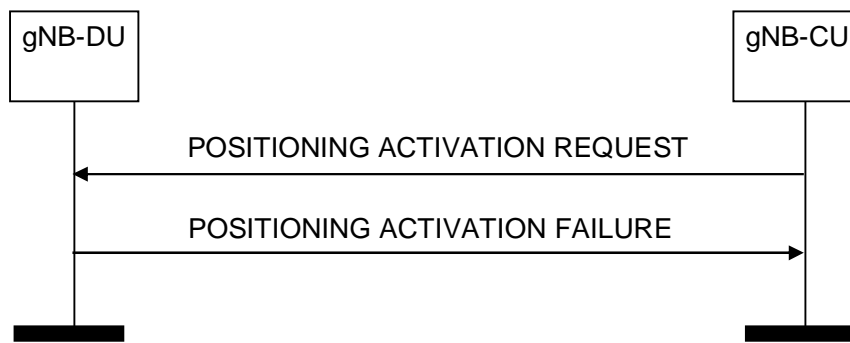 gNB-DU
gNB-CU
POSITIONING ACTIVATION REQUEST
POSITIONING ACTIVATION FAILURE